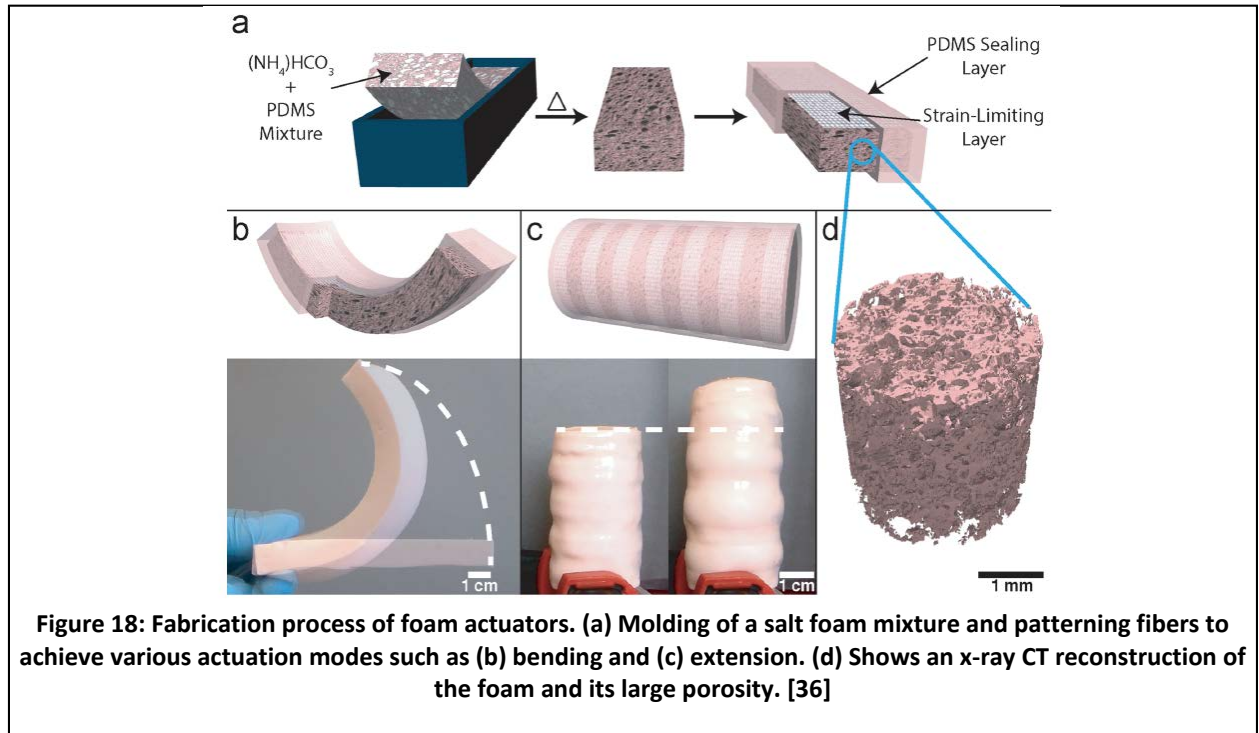 a
(NH₄)HCO₃
+
PDMS
Mixture
Δ
PDMS Sealing
Layer
Strain-Limiting
Layer
b
c
d
1 cm
1 cm
1 mm
Figure 18: Fabrication process of foam actuators. (a) Molding of a salt foam mixture and patterning fibers to
achieve various actuation modes such as (b) bending and (c) extension. (d) Shows an x-ray CT reconstruction of
the foam and its large porosity. [36]